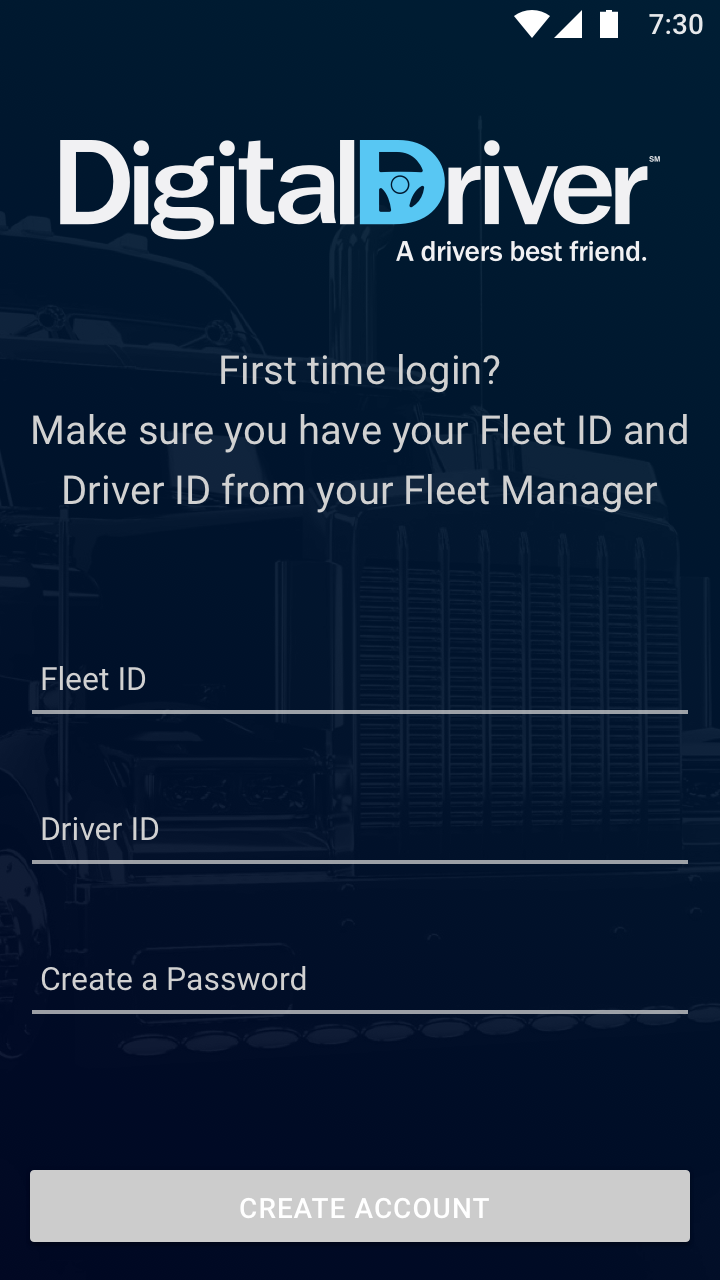 7:30
DigitalDriver℠
A drivers best friend.
First time login?
Make sure you have your Fleet ID and
Driver ID from your Fleet Manager
Fleet ID
Driver ID
Create a Password
CREATE ACCOUNT